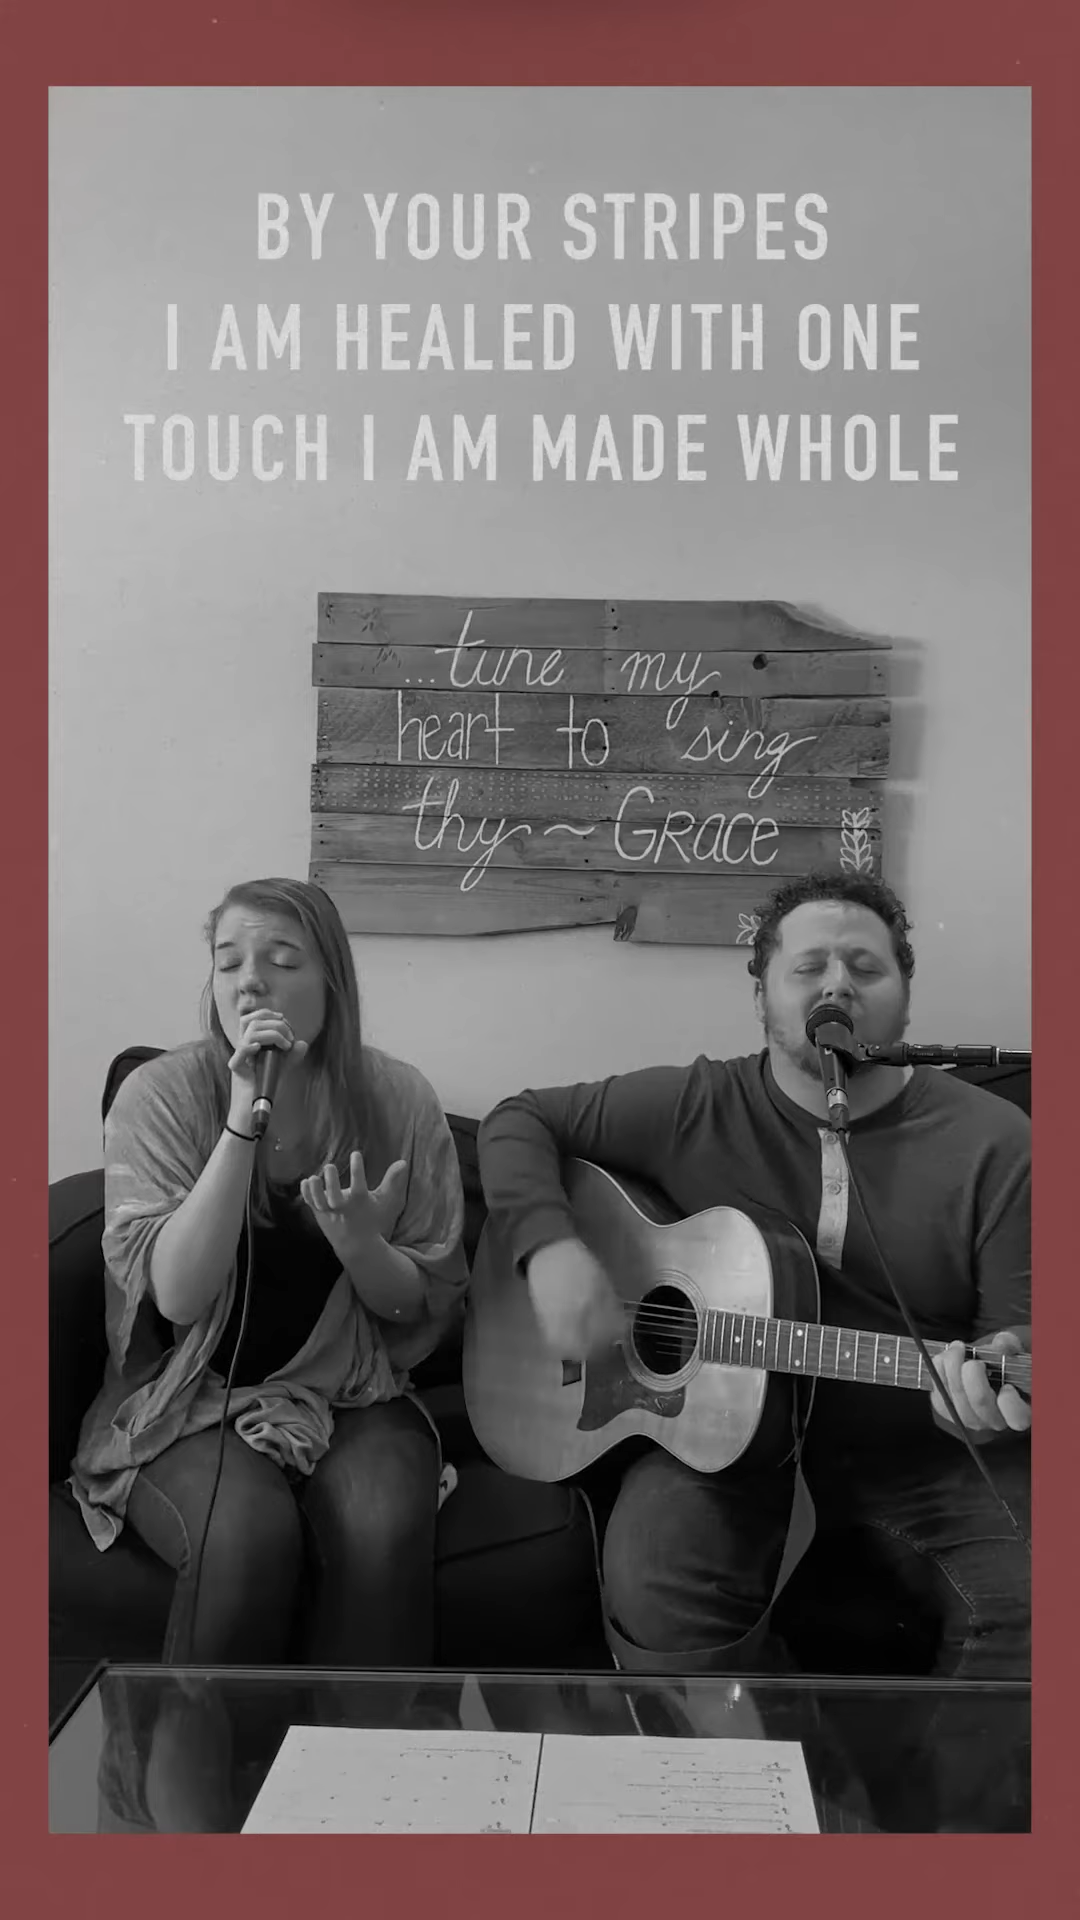 BY YOUR STRIPES
I AM HEALED WITH ONE
TOUCH I AM MADE WHOLE
...tune my
heart to sing
thy ~ GRACE